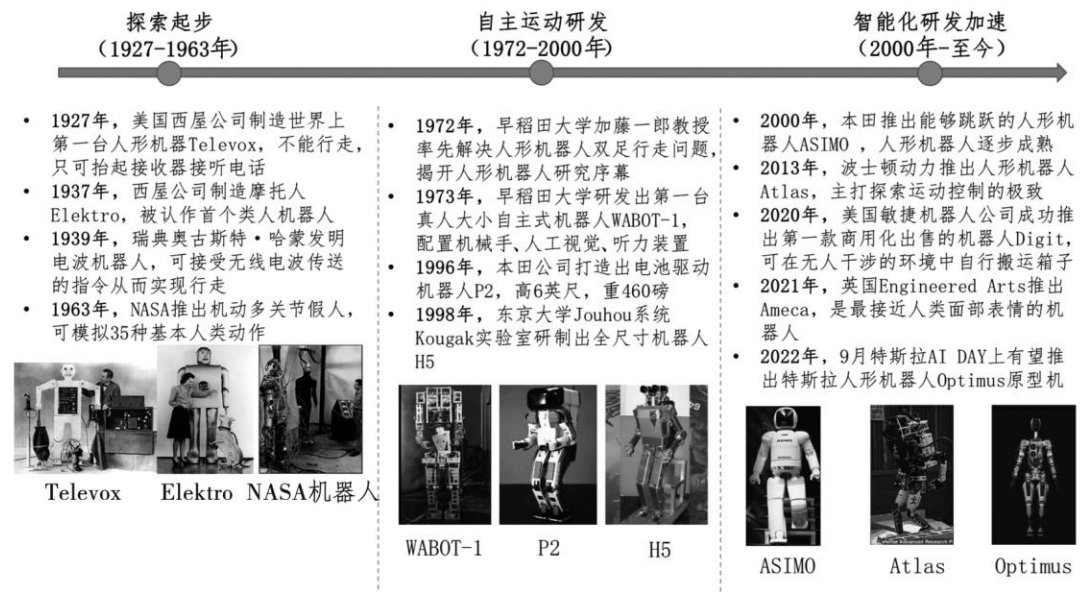 探索起步
（1927-1963年）
自主运动研发
（1972-2000年）
智能化研发加速
（2000年-至今）
• 1927年，美国西屋公司制造世界上
第一台人形机器Televox，不能行走，
只可抬起接收器接听电话
• 1937年，西屋公司制造摩托人
Elektro，被认作首个类人机器人
• 1939年，瑞典奥古斯特·哈蒙发明
电波机器人，可接受无线电波传送
的指令从而实现行走
• 1963年，NASA推出机动多关节假人，
可模拟35种基本人类动作
Televox
Elektro
NASA机器人
• 1972年，早稻田大学加藤一郎教授
率先解决人形机器人双足行走问题，
揭开人形机器人研究序幕
• 1973年，早稻田大学研发出第一台
真人大小自主式机器人WABOT-1，
配置机械手、人工视觉、听力装置
• 1996年，本田公司打造出电池驱动
机器人P2，高6英尺，重460磅
• 1998年，东京大学Jouhou系统
Kougak实验室研制出全尺寸机器人
H5
WABOT-1
P2
H5
• 2000年，本田推出能够跳跃的人形机
器人ASIMO ，人形机器人逐步成熟
• 2013年，波士顿动力推出人形机器人
Atlas，主打探索运动控制的极致
• 2020年，美国敏捷机器人公司成功推
出第一款商用化出售的机器人Digit，
可在无人干涉的环境中自行搬运箱子
• 2021年，英国Engineered Arts推出
Ameca，是最接近人类面部表情的机
器人
• 2022年，9月特斯拉AI DAY上有望推
出特斯拉人形机器人Optimus原型机
ASIMO
Atlas
Optimus